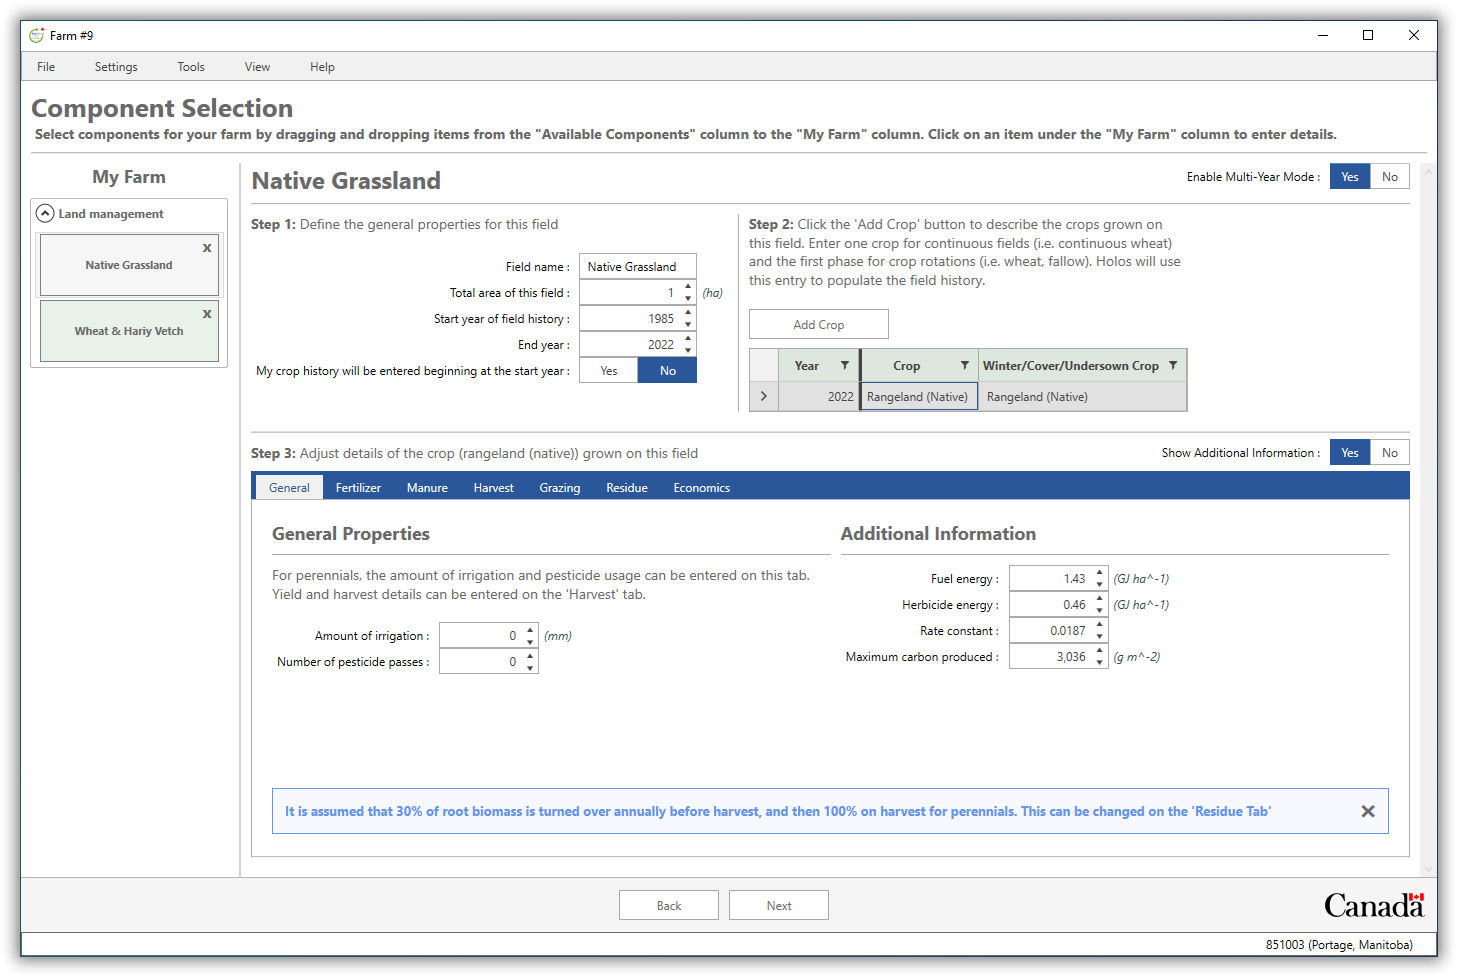 Farm #9
File Settings Tools View Help
Component Selection
Select components for your farm by dragging and dropping items from the "Available Components" column to the "My Farm" column. Click on an item under the "My Farm" column to enter details.
My Farm
Land management
Native Grassland
x
Wheat & Hariy Vetch
x
Native Grassland
Enable Multi-Year Mode : Yes No
Step 1: Define the general properties for this field
Field name : Native Grassland
Total area of this field : 1 (ha)
Start year of field history : 1985
End year : 2022
My crop history will be entered beginning at the start year : Yes No
Step 2: Click the 'Add Crop' button to describe the crops grown on
this field. Enter one crop for continuous fields (i.e. continuous wheat)
and the first phase for crop rotations (i.e. wheat, fallow). Holos will use
this entry to populate the field history.
Add Crop
Year Crop Winter/Cover/Undersown Crop
2022 Rangeland (Native) Rangeland (Native)
Step 3: Adjust details of the crop (rangeland (native)) grown on this field
Show Additional Information : Yes No
General Fertilizer Manure Harvest Grazing Residue Economics
General Properties
For perennials, the amount of irrigation and pesticide usage can be entered on this tab.
Yield and harvest details can be entered on the 'Harvest' tab.
Amount of irrigation : 0 (mm)
Number of pesticide passes : 0
Additional Information
Fuel energy : 1.43 (GJ ha^-1)
Herbicide energy : 0.46 (GJ ha^-1)
Rate constant : 0.0187
Maximum carbon produced : 3,036 (g m^-2)
It is assumed that 30% of root biomass is turned over annually before harvest, and then 100% on harvest for perennials. This can be changed on the 'Residue Tab'
Back Next
Canada
851003 (Portage, Manitoba)